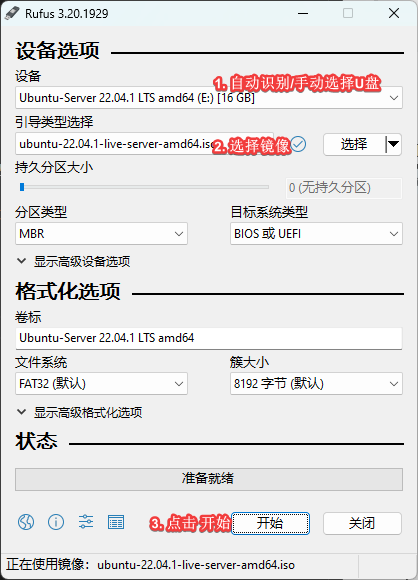 Rufus 3.20.1929
设备选项
设备
1. 自动识别/手动选择U盘
Ubuntu-Server 22.04.1 LTS amd64 (E:) [16 GB]
引导类型选择
ubuntu-22.04.1-live-server-amd64.iso
2. 选择镜像
选择
持久分区大小
0 (无持久分区)
分区类型 目标系统类型
MBR BIOS 或 UEFI
显示高级设备选项
格式化选项
卷标
Ubuntu-Server 22.04.1 LTS amd64
文件系统 簇大小
FAT32 (默认) 8192 字节 (默认)
显示高级格式化选项
状态
准备就绪
3. 点击 开始 开始 关闭
正在使用镜像：ubuntu-22.04.1-live-server-amd64.iso